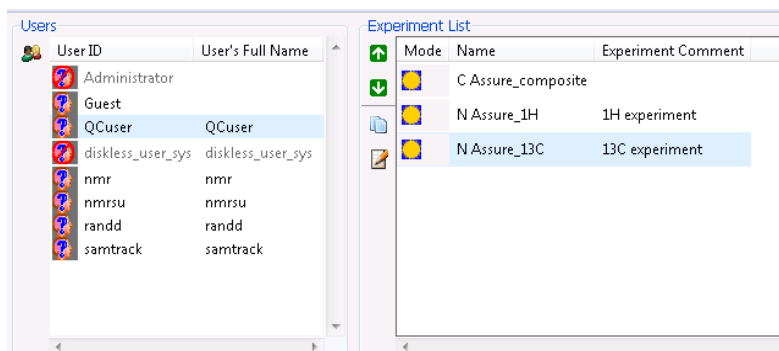 Users
User ID User's Full Name
Administrator
Guest
QCuser QCuser
diskless_user_sys diskless_user_sys
nmr nmr
nmrsu nmrsu
randd randd
samtrack samtrack
Experiment List
Mode Name Experiment Comment
C Assure_composite
N Assure_1H 1H experiment
N Assure_13C 13C experiment